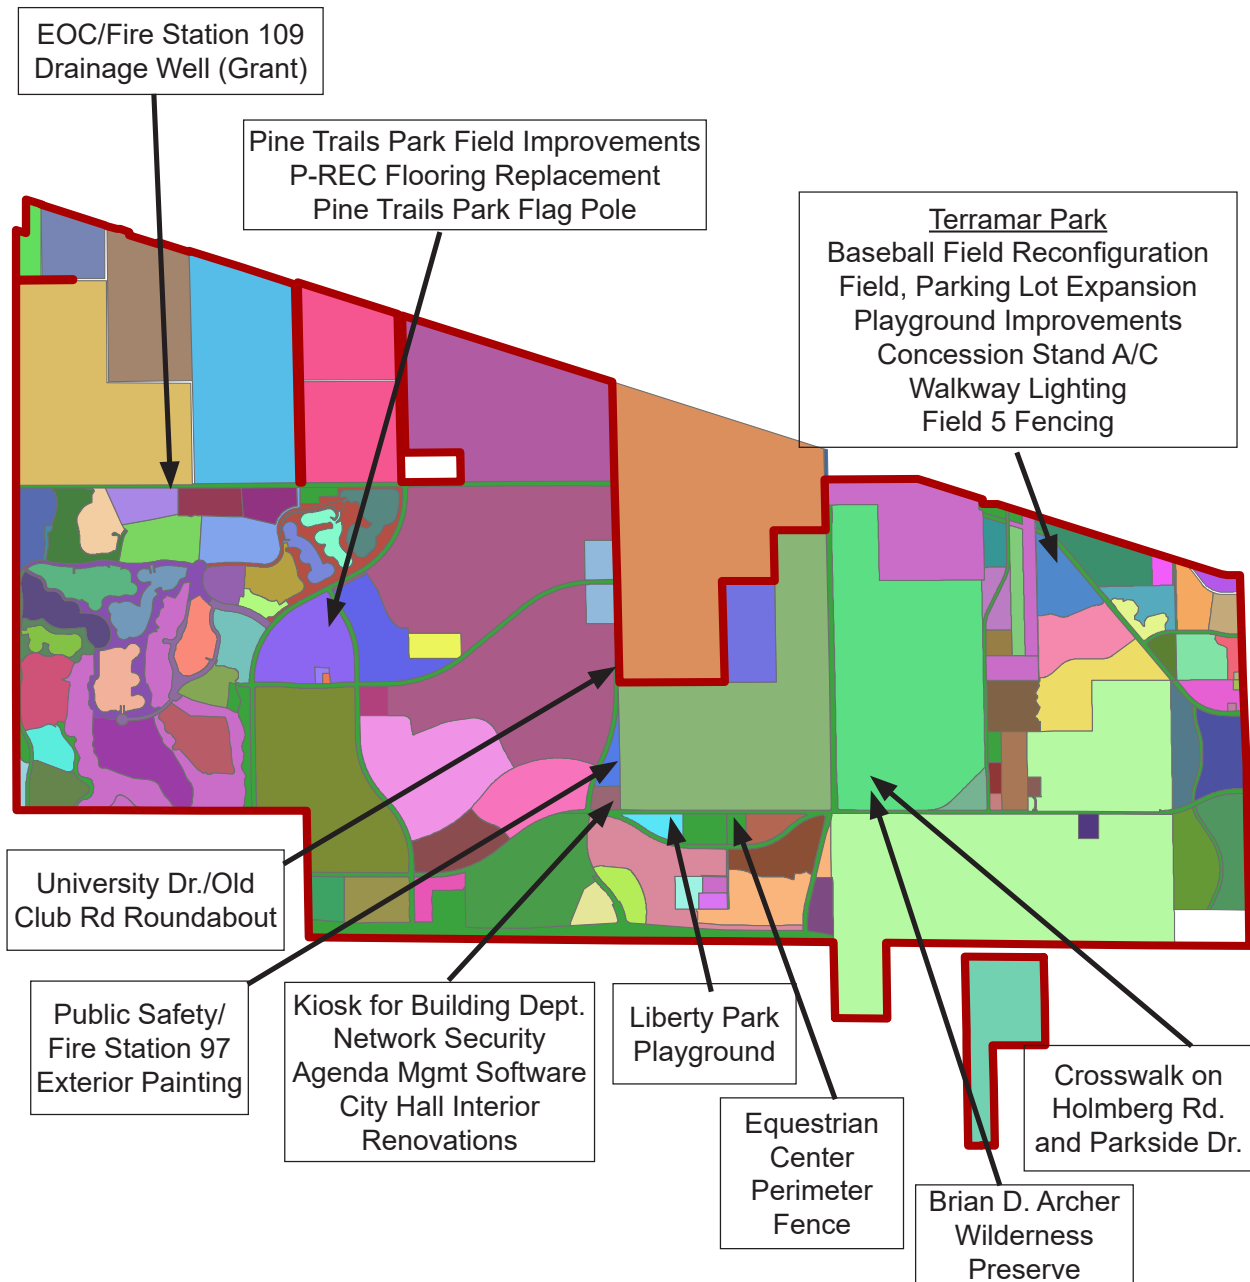 EOC/Fire Station 109
Drainage Well (Grant)
Pine Trails Park Field Improvements
P-REC Flooring Replacement
Pine Trails Park Flag Pole
Terramar Park
Baseball Field Reconfiguration
Field, Parking Lot Expansion
Playground Improvements
Concession Stand A/C
Walkway Lighting
Field 5 Fencing
University Dr./Old
Club Rd Roundabout
Public Safety/
Fire Station 97
Exterior Painting
Kiosk for Building Dept.
Network Security
Agenda Mgmt Software
City Hall Interior
Renovations
Liberty Park
Playground
Equestrian
Center
Perimeter
Fence
Crosswalk on
Holmberg Rd.
and Parkside Dr.
Brian D. Archer
Wilderness
Preserve